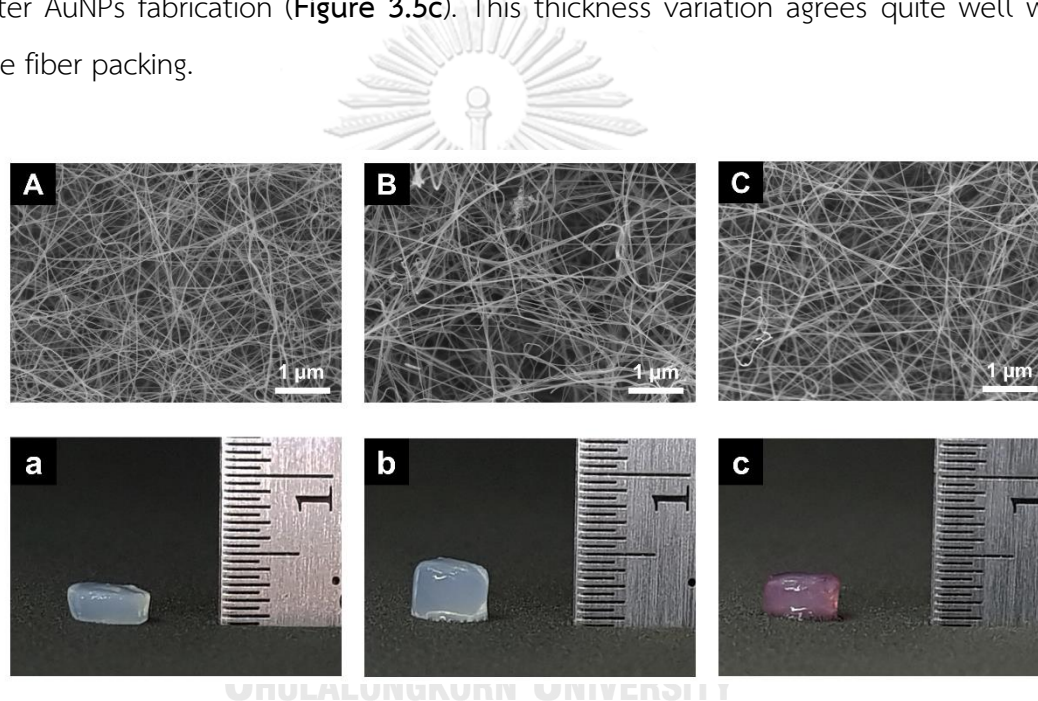 ter AuNPs fabrication (Figure 3.5c). This thickness variation agrees quite well w
e fiber packing.
A B C
1 µm 1 µm 1 µm
a b c
1 1 1
CHULALONGKORN UNIVERSITY